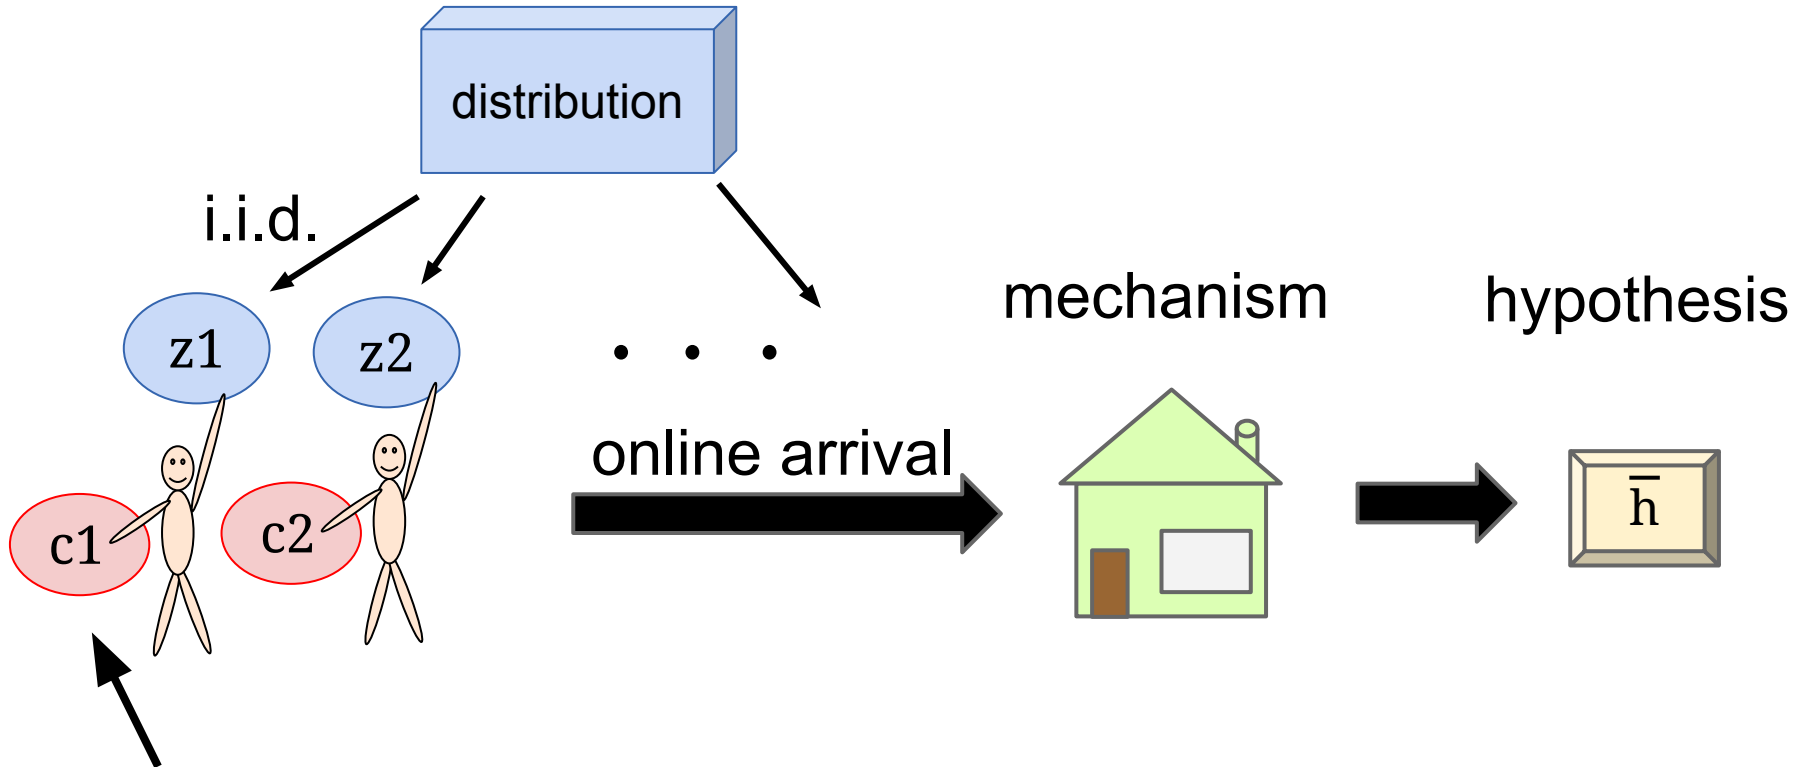 distribution
i.i.d.
z1
z2
. . .
mechanism
hypothesis
online arrival
c1
c2
h̅